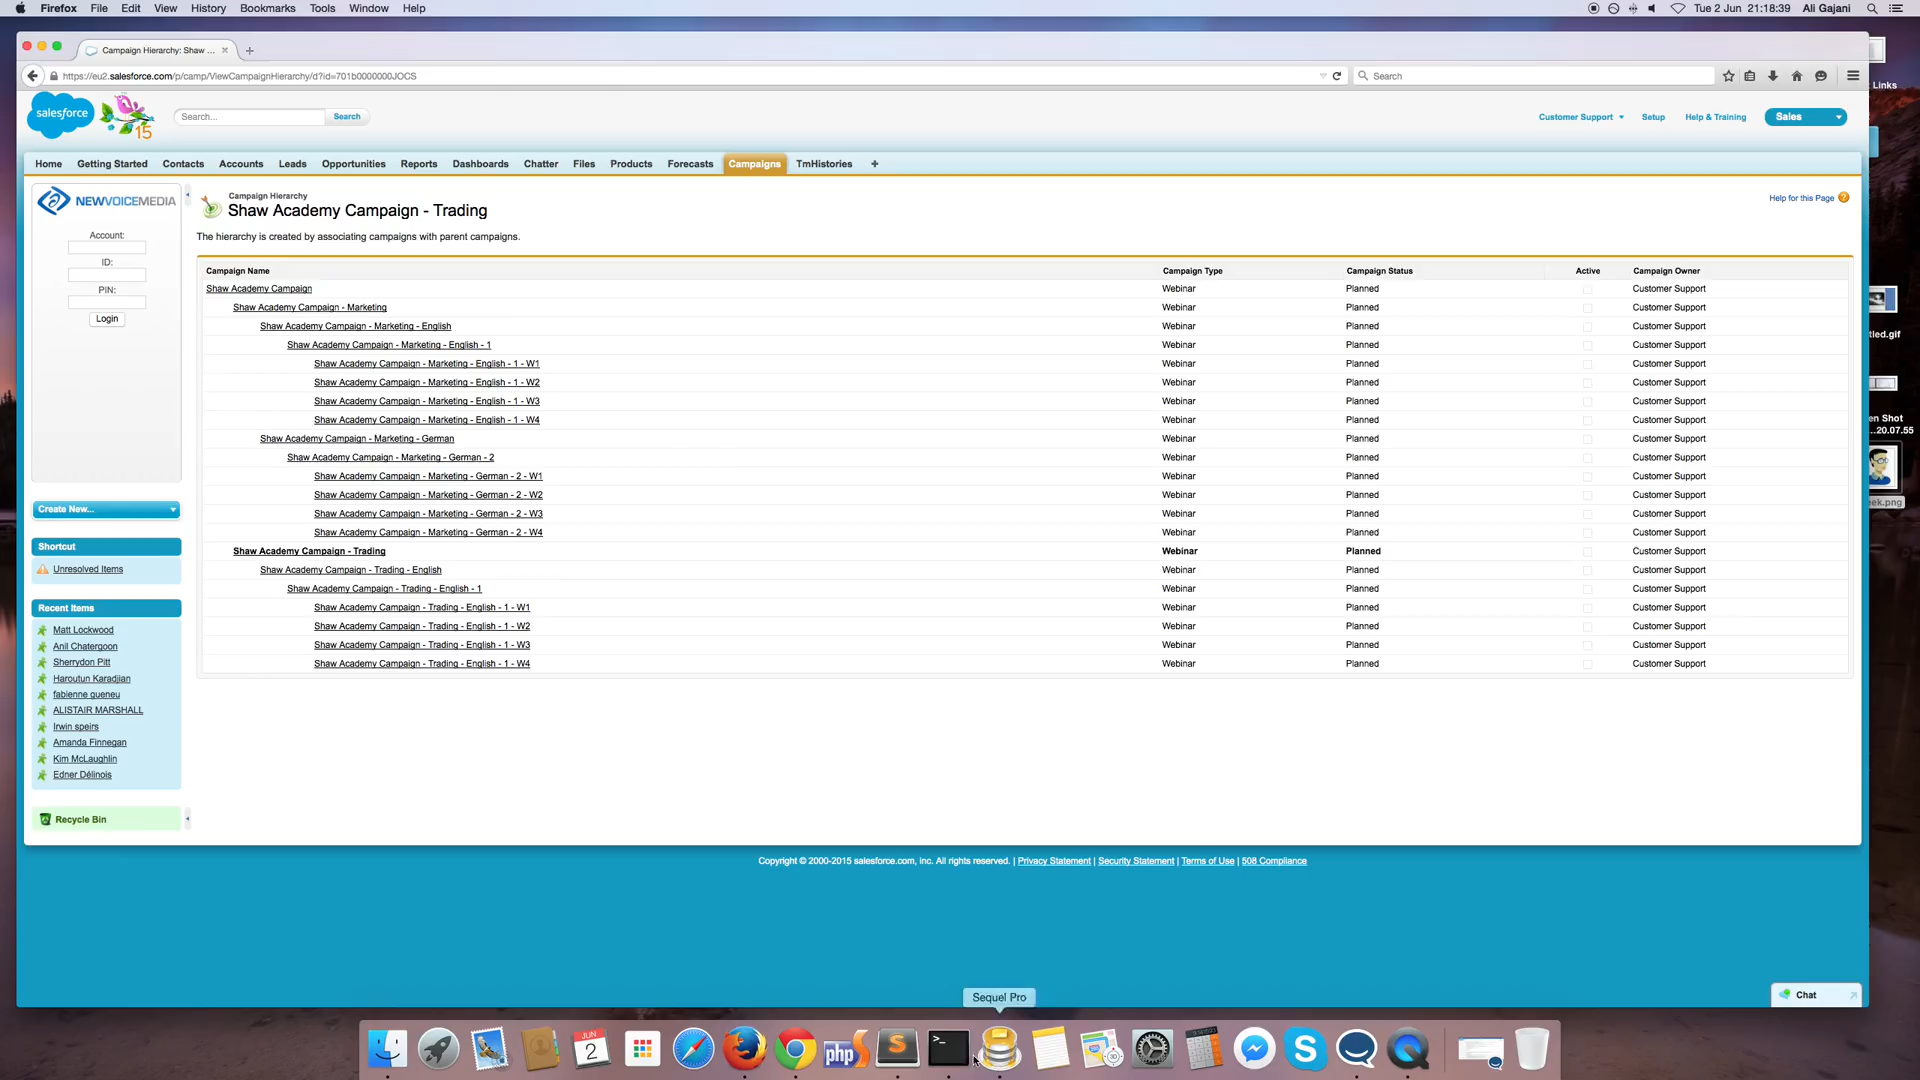 Firefox File Edit View History Bookmarks Tools Window Help Tue 2 Jun 21:18:39 Ali Gajani
Campaign Hierarchy: Shaw ...
https://eu2.salesforce.com/p/camp/ViewCampaignHierarchy/d?id=701b0000000JOCS Search
Links
salesforce 15 Search... Search Customer Support Setup Help & Training Sales
Home Getting Started Contacts Accounts Leads Opportunities Reports Dashboards Chatter Files Products Forecasts Campaigns TmHistories +
NEWVOICEMEDIA
Account:
ID:
PIN:
Login
Create New...
Shortcut
Unresolved Items
Recent Items
Matt Lockwood
Anil Chatergoon
Sherrydon Pitt
Haroutun Karadjian
fabienne gueneu
ALISTAIR MARSHALL
Irwin speirs
Amanda Finnegan
Kim McLaughlin
Edner Délinois
Recycle Bin
Campaign Hierarchy
Shaw Academy Campaign - Trading
Help for this Page ?
The hierarchy is created by associating campaigns with parent campaigns.
Campaign Name Campaign Type Campaign Status Active Campaign Owner
Shaw Academy Campaign Webinar Planned Customer Support
Shaw Academy Campaign - Marketing Webinar Planned Customer Support
Shaw Academy Campaign - Marketing - English Webinar Planned Customer Support
Shaw Academy Campaign - Marketing - English - 1 Webinar Planned Customer Support
Shaw Academy Campaign - Marketing - English - 1 - W1 Webinar Planned Customer Support
Shaw Academy Campaign - Marketing - English - 1 - W2 Webinar Planned Customer Support
Shaw Academy Campaign - Marketing - English - 1 - W3 Webinar Planned Customer Support
Shaw Academy Campaign - Marketing - English - 1 - W4 Webinar Planned Customer Support
Shaw Academy Campaign - Marketing - German Webinar Planned Customer Support
Shaw Academy Campaign - Marketing - German - 2 Webinar Planned Customer Support
Shaw Academy Campaign - Marketing - German - 2 - W1 Webinar Planned Customer Support
Shaw Academy Campaign - Marketing - German - 2 - W2 Webinar Planned Customer Support
Shaw Academy Campaign - Marketing - German - 2 - W3 Webinar Planned Customer Support
Shaw Academy Campaign - Marketing - German - 2 - W4 Webinar Planned Customer Support
Shaw Academy Campaign - Trading Webinar Planned Customer Support
Shaw Academy Campaign - Trading - English Webinar Planned Customer Support
Shaw Academy Campaign - Trading - English - 1 Webinar Planned Customer Support
Shaw Academy Campaign - Trading - English - 1 - W1 Webinar Planned Customer Support
Shaw Academy Campaign - Trading - English - 1 - W2 Webinar Planned Customer Support
Shaw Academy Campaign - Trading - English - 1 - W3 Webinar Planned Customer Support
Shaw Academy Campaign - Trading - English - 1 - W4 Webinar Planned Customer Support
tled.gif
en Shot
...20.07.55
eek.png
Copyright © 2000-2015 salesforce.com, inc. All rights reserved. | Privacy Statement | Security Statement | Terms of Use | 508 Compliance
Chat
Sequel Pro
JUN
2
php
S
>_
30
S